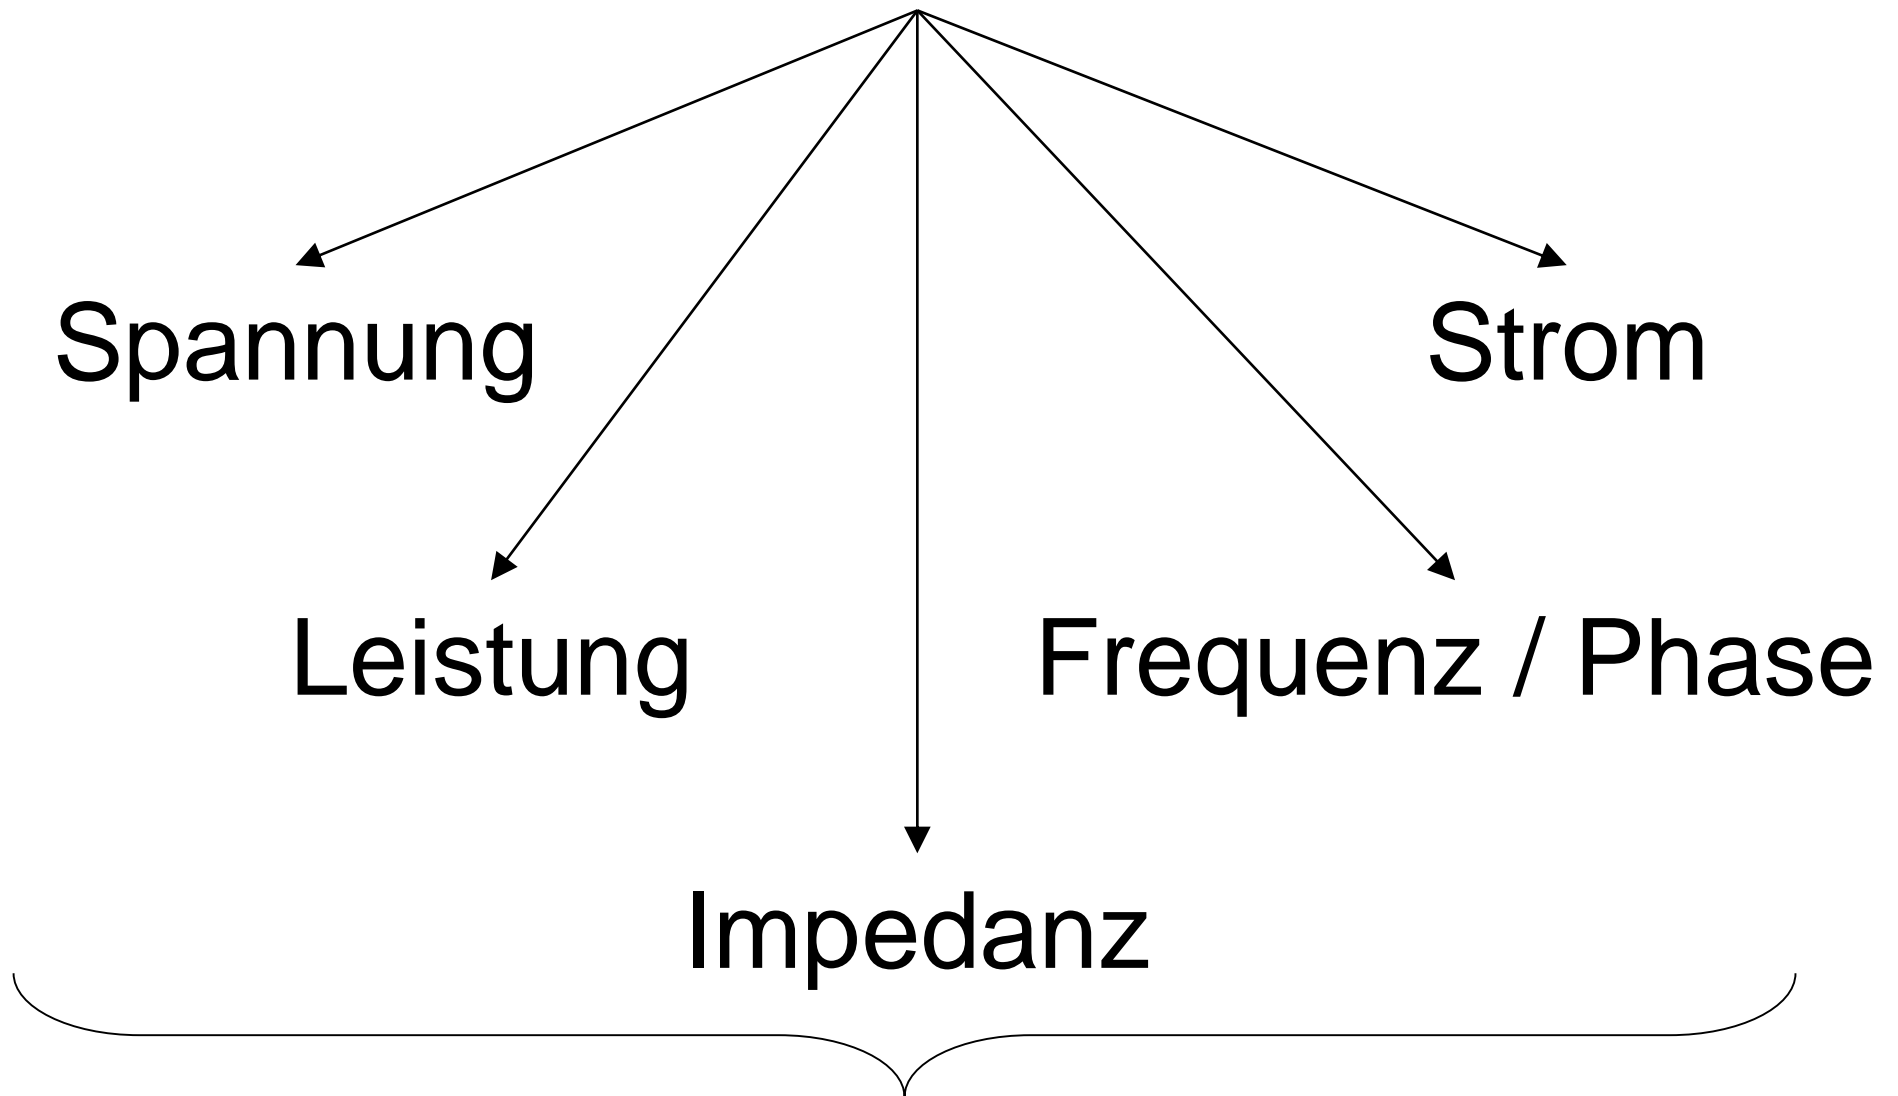 Spannung
Strom
Leistung
Frequenz / Phase
Impedanz